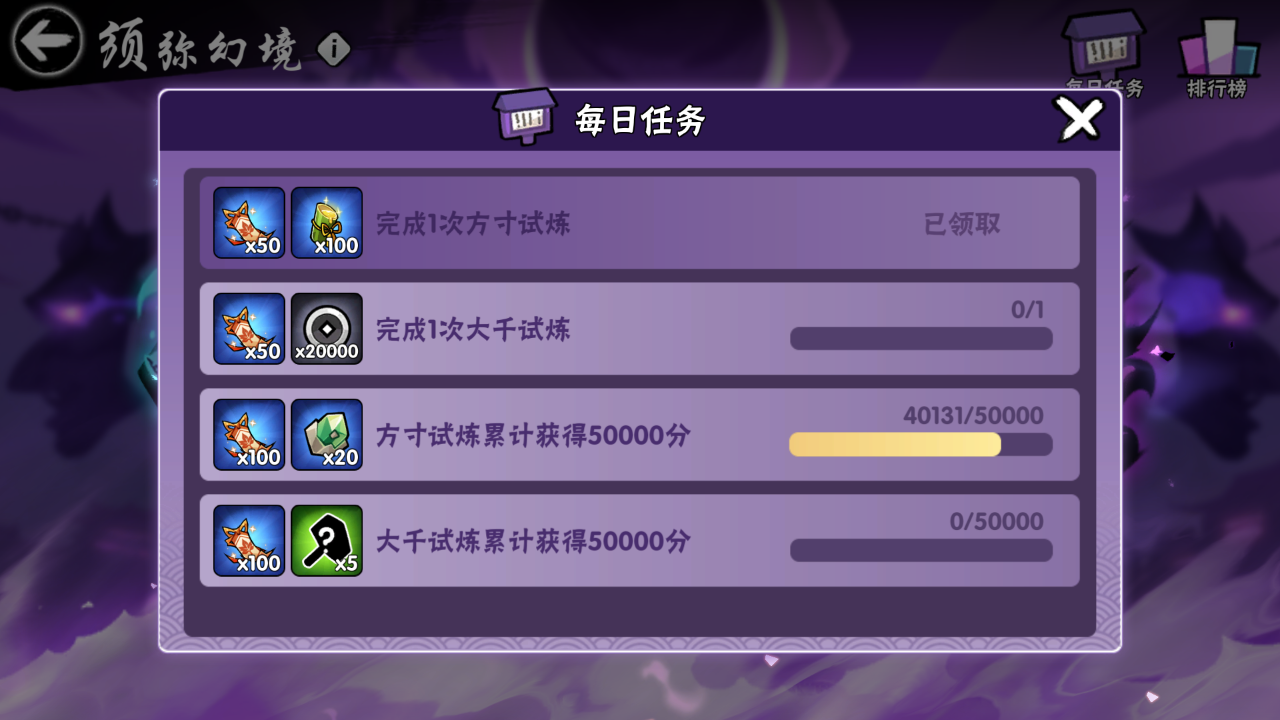 须弥幻境
每日任务
排行榜
每日任务
x50
x100
完成1次方寸试炼
已领取
x50
x20000
完成1次大千试炼
0/1
x100
x20
方寸试炼累计获得50000分
40131/50000
x100
x5
大千试炼累计获得50000分
0/50000